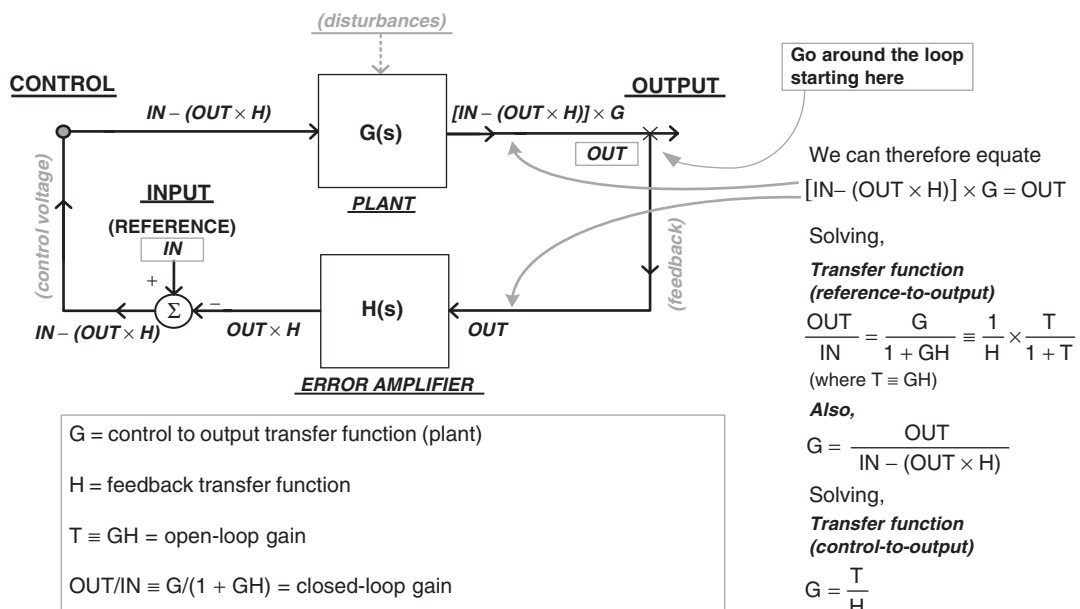 (disturbances)
Go around the loop
starting here
CONTROL
OUTPUT
IN – (OUT × H)
G(s)
[IN – (OUT × H)] × G
OUT
PLANT
(control voltage)
INPUT
(REFERENCE)
IN
+
–
Σ
IN – (OUT × H)
OUT × H
H(s)
OUT
(feedback)
ERROR AMPLIFIER
We can therefore equate
[IN– (OUT × H)] × G = OUT
Solving,
Transfer function
(reference-to-output)
OUT/IN = G/(1 + GH) ≡ 1/H × T/(1 + T)
(where T ≡ GH)
Also,
G = OUT/(IN – (OUT × H))
Solving,
Transfer function
(control-to-output)
G = T/H
G = control to output transfer function (plant)
H = feedback transfer function
T ≡ GH = open-loop gain
OUT/IN ≡ G/(1 + GH) = closed-loop gain